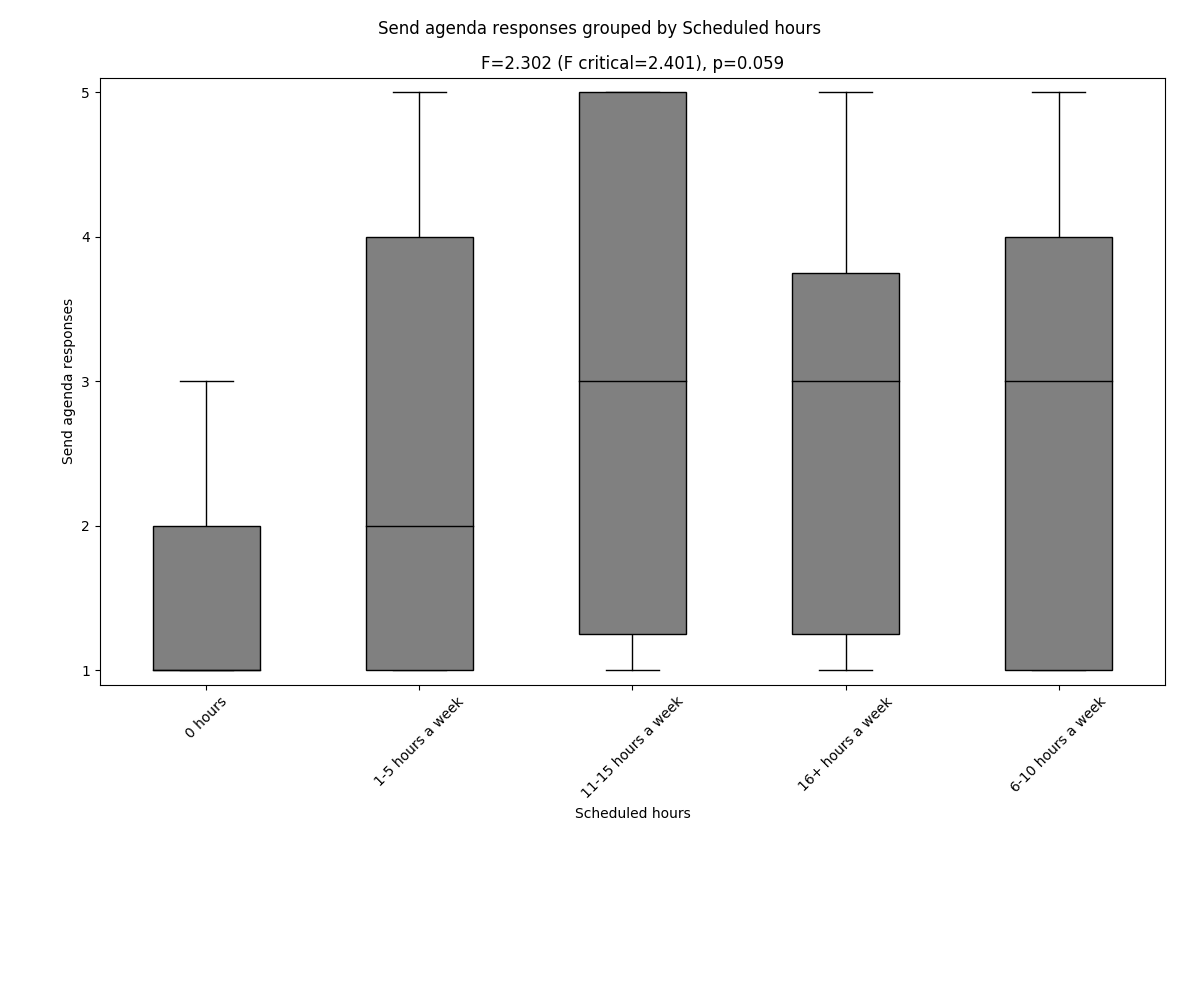 Send agenda responses grouped by Scheduled hours
F=2.302 (F critical=2.401), p=0.059
Send agenda responses
5
4
3
2
1
0 hours
1-5 hours a week
11-15 hours a week
16+ hours a week
6-10 hours a week
Scheduled hours